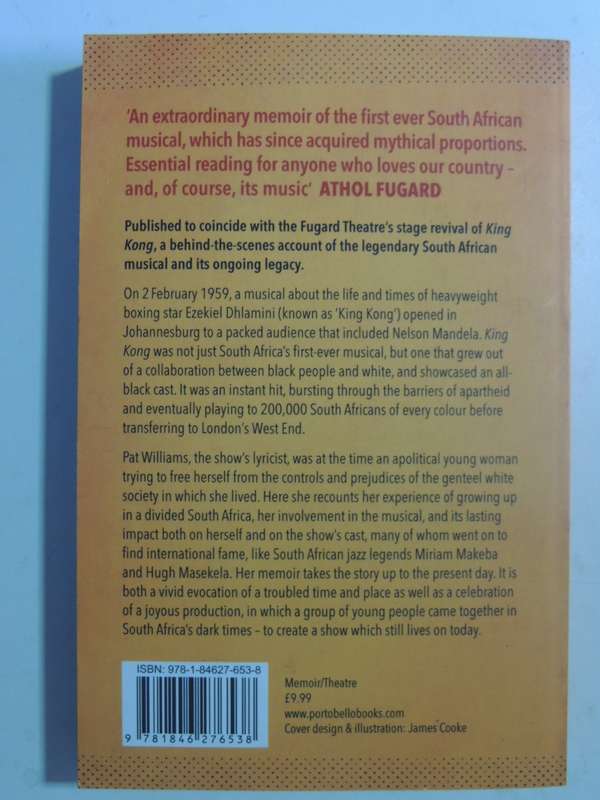 'An extraordinary memoir of the first ever South African
musical, which has since acquired mythical proportions.
Essential reading for anyone who loves our country –
and, of course, its music' ATHOL FUGARD
Published to coincide with the Fugard Theatre's stage revival of King
Kong, a behind-the-scenes account of the legendary South African
musical and its ongoing legacy.
On 2 February 1959, a musical about the life and times of heavyweight
boxing star Ezekiel Dhlamini (known as 'King Kong') opened in
Johannesburg to a packed audience that included Nelson Mandela. King
Kong was not just South Africa's first-ever musical, but one that grew out
of a collaboration between black people and white, and showcased an all-
black cast. It was an instant hit, bursting through the barriers of apartheid
and eventually playing to 200,000 South Africans of every colour before
transferring to London's West End.
Pat Williams, the show's lyricist, was at the time an apolitical young woman
trying to free herself from the controls and prejudices of the genteel white
society in which she lived. Here she recounts her experience of growing up
in a divided South Africa, her involvement in the musical, and its lasting
impact both on herself and on the show's cast, many of whom went on to
find international fame, like South African jazz legends Miriam Makeba
and Hugh Masekela. Her memoir takes the story up to the present day. It is
both a vivid evocation of a troubled time and place as well as a celebration
of a joyous production, in which a group of young people came together in
South Africa's dark times – to create a show which still lives on today.
ISBN: 978-1-84627-653-8
9 781846 276538
Memoir/Theatre
£9.99
www.portobellobooks.com
Cover design & illustration: James Cooke